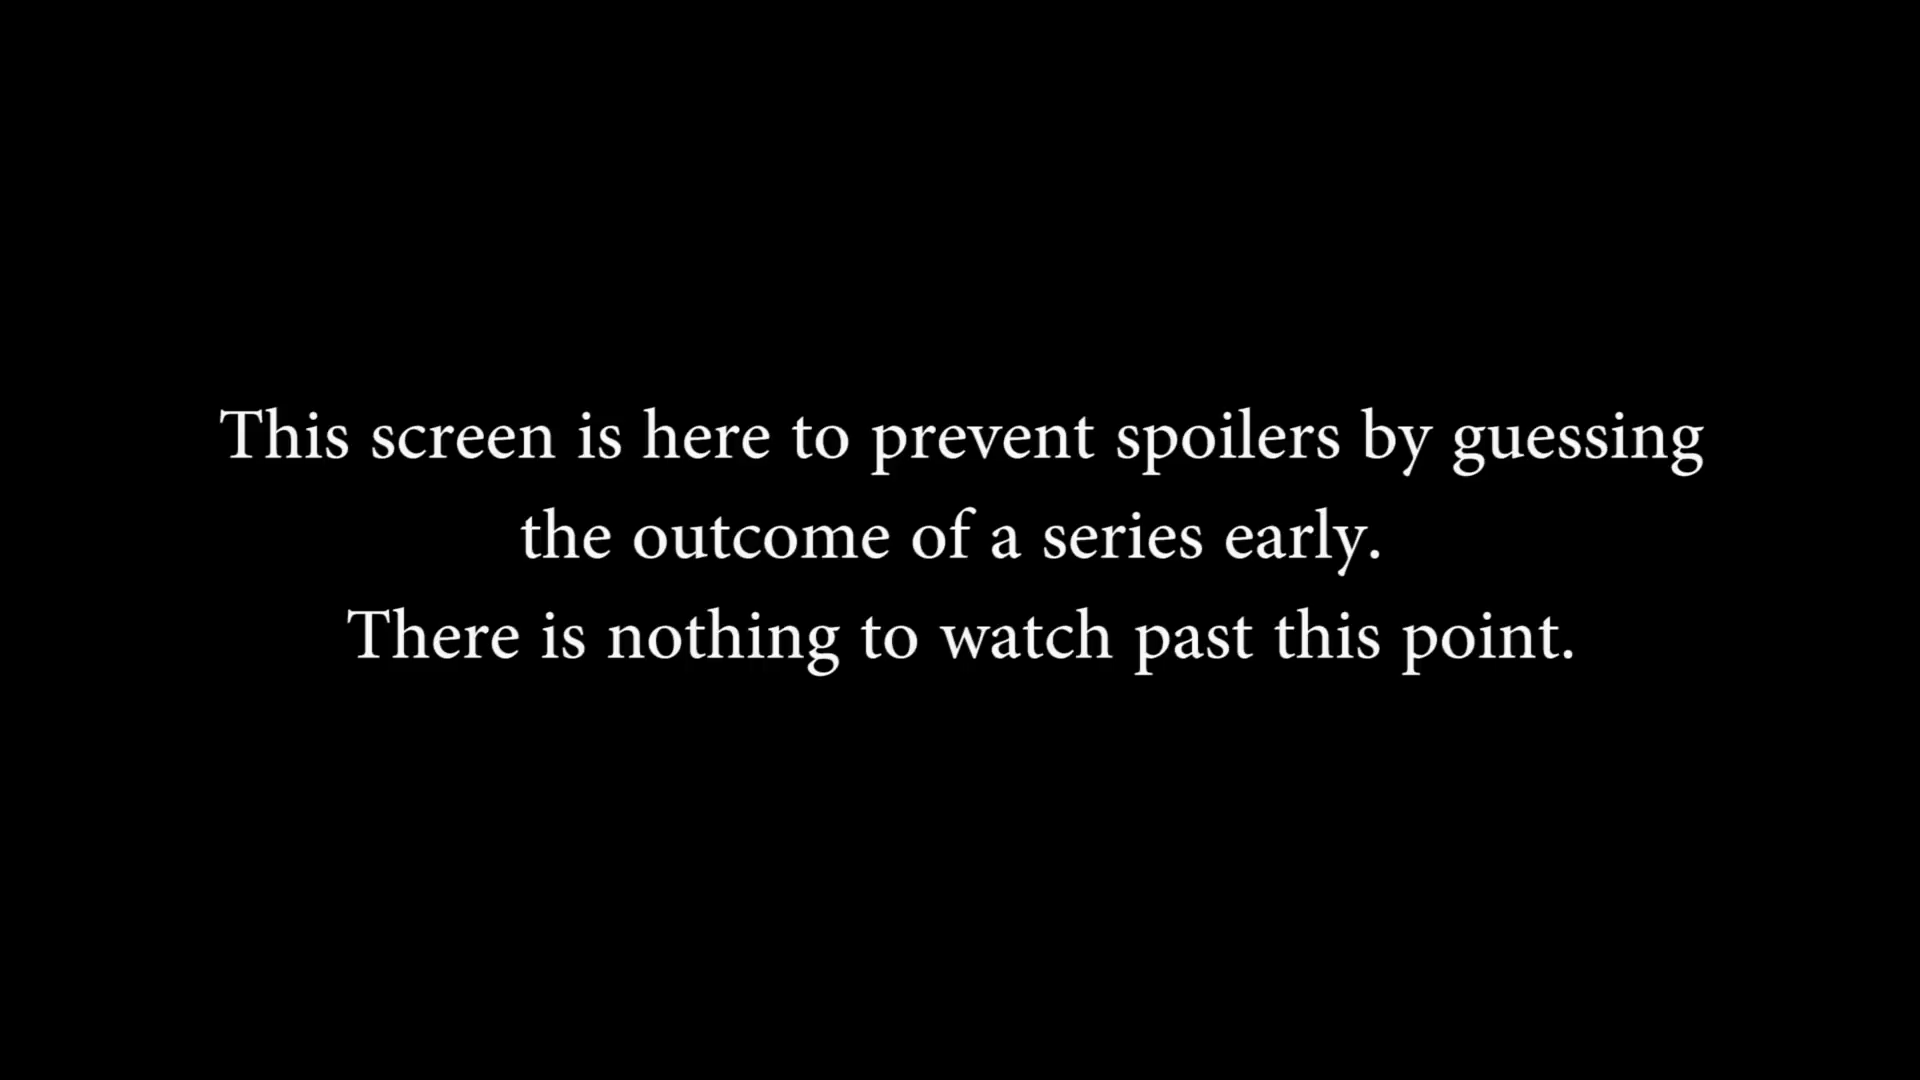 This screen is here to prevent spoilers by guessing
the outcome of a series early.
There is nothing to watch past this point.